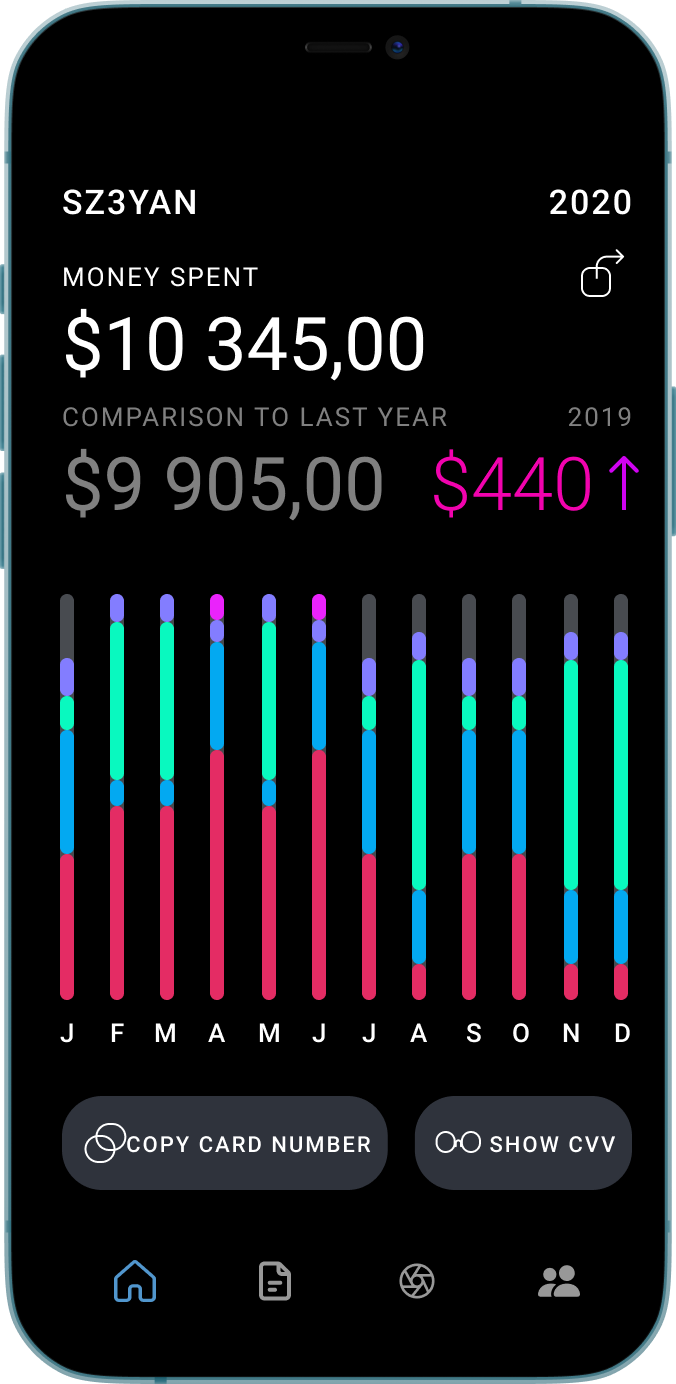 SZ3YAN 2020
MONEY SPENT
$10 345,00
COMPARISON TO LAST YEAR 2019
$9 905,00 $440↑
J F M A M J J A S O N D
COPY CARD NUMBER SHOW CVV